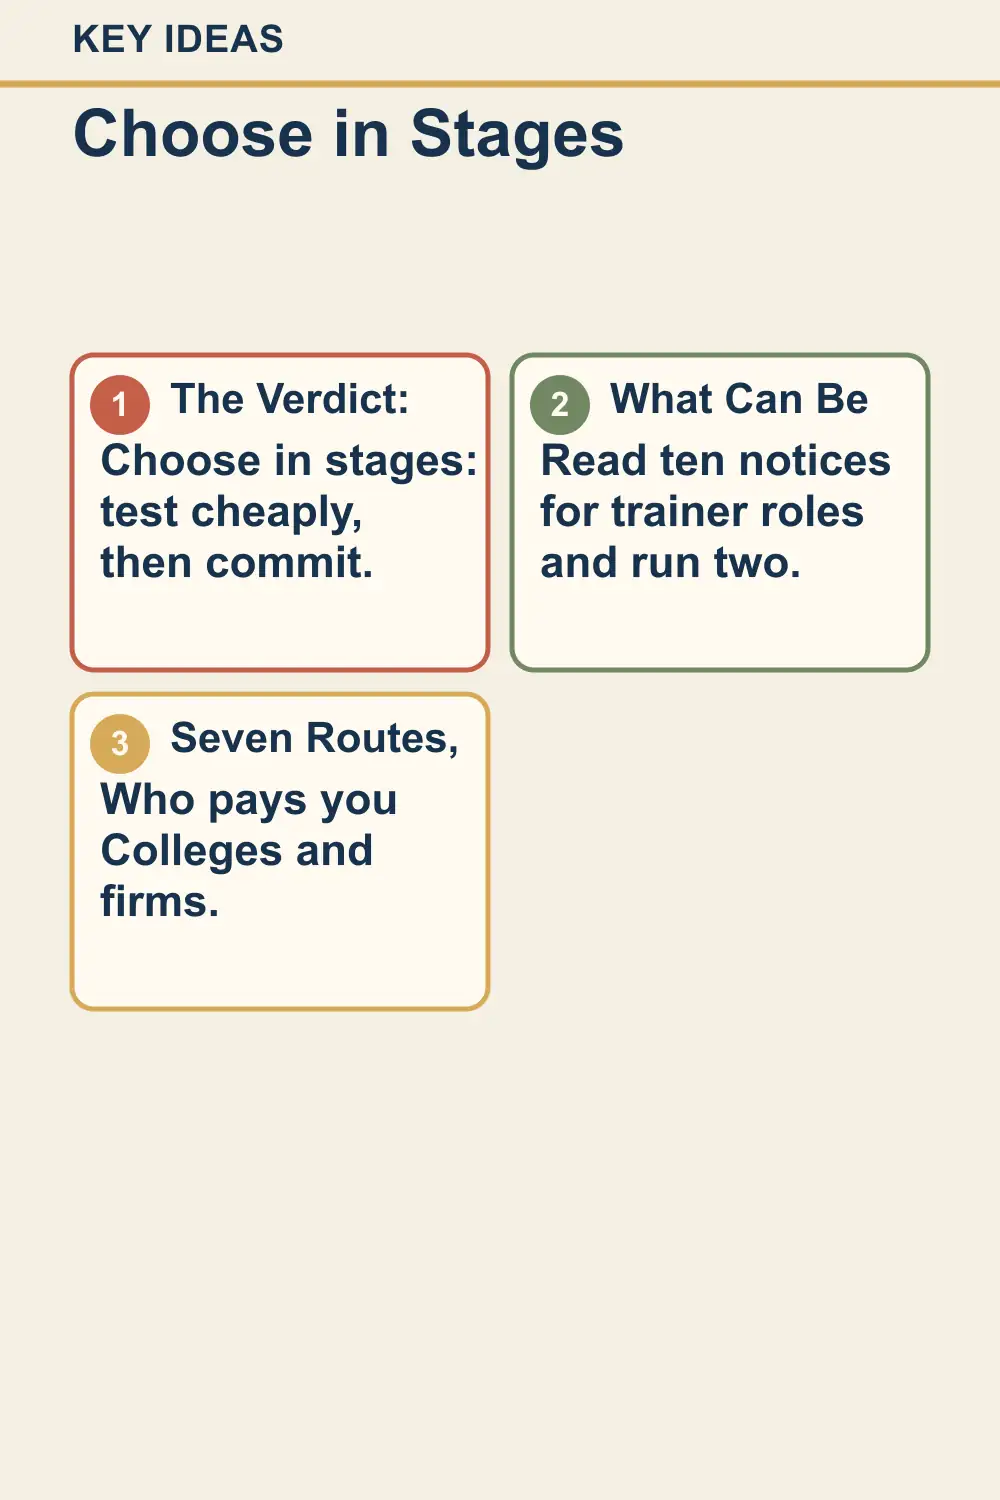 KEY IDEAS
Choose in Stages
1 The Verdict:
Choose in stages:
test cheaply,
then commit.
2 What Can Be
Read ten notices
for trainer roles
and run two.
3 Seven Routes,
Who pays you
Colleges and
firms.